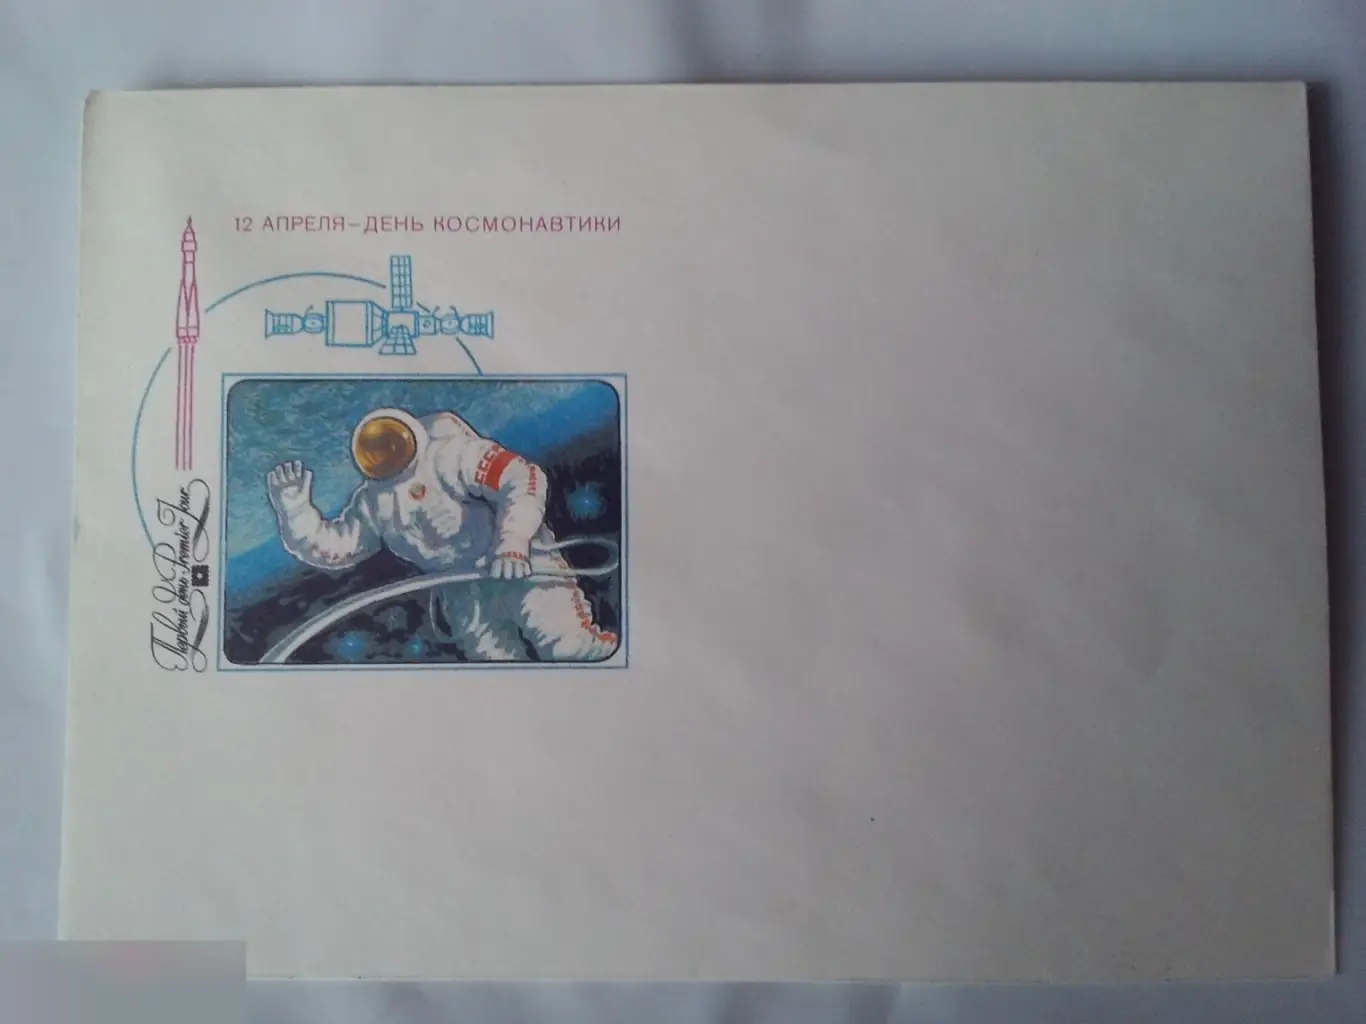 12 АПРЕЛЯ — ДЕНЬ КОСМОНАВТИКИ
СССР
Первый день · Premier Jour